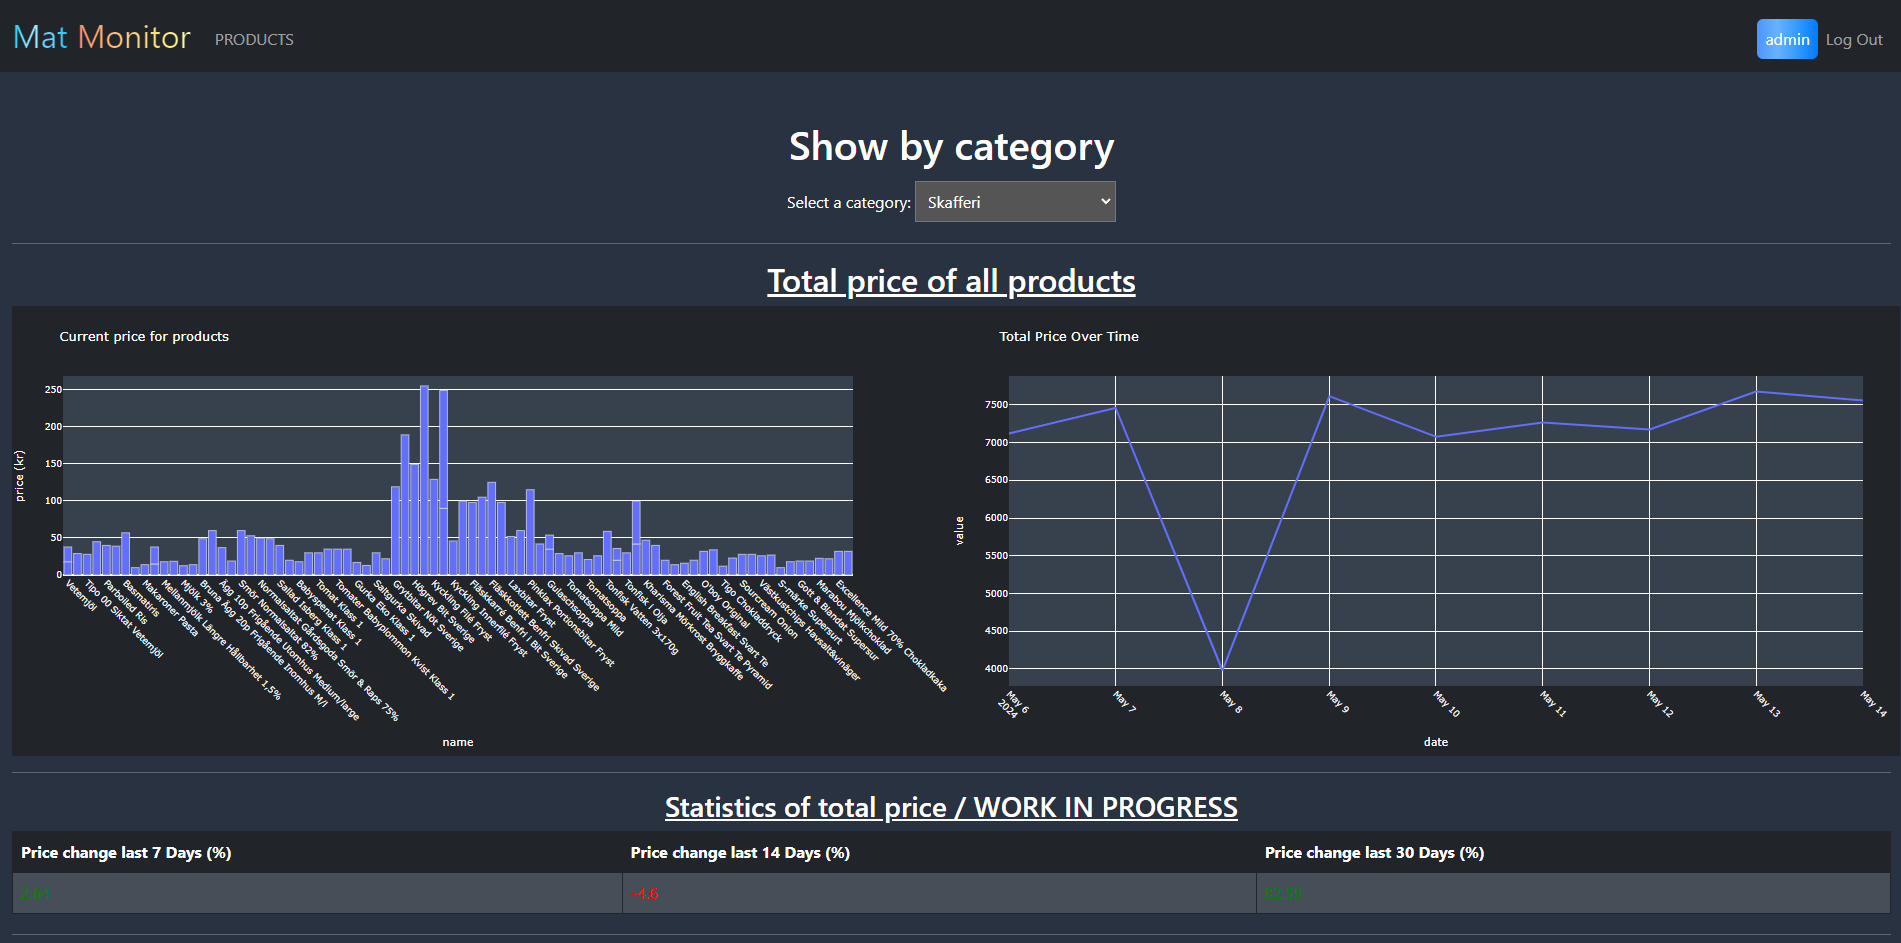 Mat Monitor PRODUCTS admin Log Out
Show by category
Select a category: Skafferi
Total price of all products
Current price for products
250
200
150
100
50
0
price (kr)
Vetemjöl
Tipo 00 Siktat Vetemjöl
Parboiled Ris
Basmatiris
Makaroner Pasta
Mellanmjölk Längre Hållbarhet 1,5%
Mjölk 3%
Bruna Ägg 20p Frigående Inomhus M/l
Ägg 10p Frigående Utomhus Medium/large
Smör Normalsaltat 82%
Normalsaltat Gårdsgoda Smör & Raps 75%
Sallad Isberg Klass 1
Babyspenat Klass 1
Tomat Klass 1
Tomater Babyplommon Kvist Klass 1
Gurka Eko Klass 1
Saltgurka Skivad
Grytbitar Nöt Sverige
Högrev Bit Sverige
Kyckling Filé Fryst
Kyckling Innerfilé Fryst
Fläskkarré Benfri I Bit Sverige
Fläskkotlett Benfri Skivad Sverige
Laxbitar Fryst
Pinklax Portionsbitar Fryst
Gulaschsoppa
Tomatsoppa Mild
Tomatsoppa
Tonfisk Vatten 3x170g
Tonfisk i Olja
Kharisma Mörkrost Bryggkaffe
Forest Fruit Tea Svart Te Pyramid
English Breakfast Svart Te
O'boy Original
Tigo Chokladdryck
Sourcream Onion
Västkustchips Havssalt&vinäger
S-märke Supersurt
Gott & Blandat Supersur
Marabou Mjölkchoklad
Excellence Mild 70% Chokladkaka
name
Total Price Over Time
7500
7000
6500
6000
5500
5000
4500
4000
value
May 6
2024
May 7
May 8
May 9
May 10
May 11
May 12
May 13
May 14
date
Statistics of total price / WORK IN PROGRESS
Price change last 7 Days (%) Price change last 14 Days (%) Price change last 30 Days (%)
-4.6